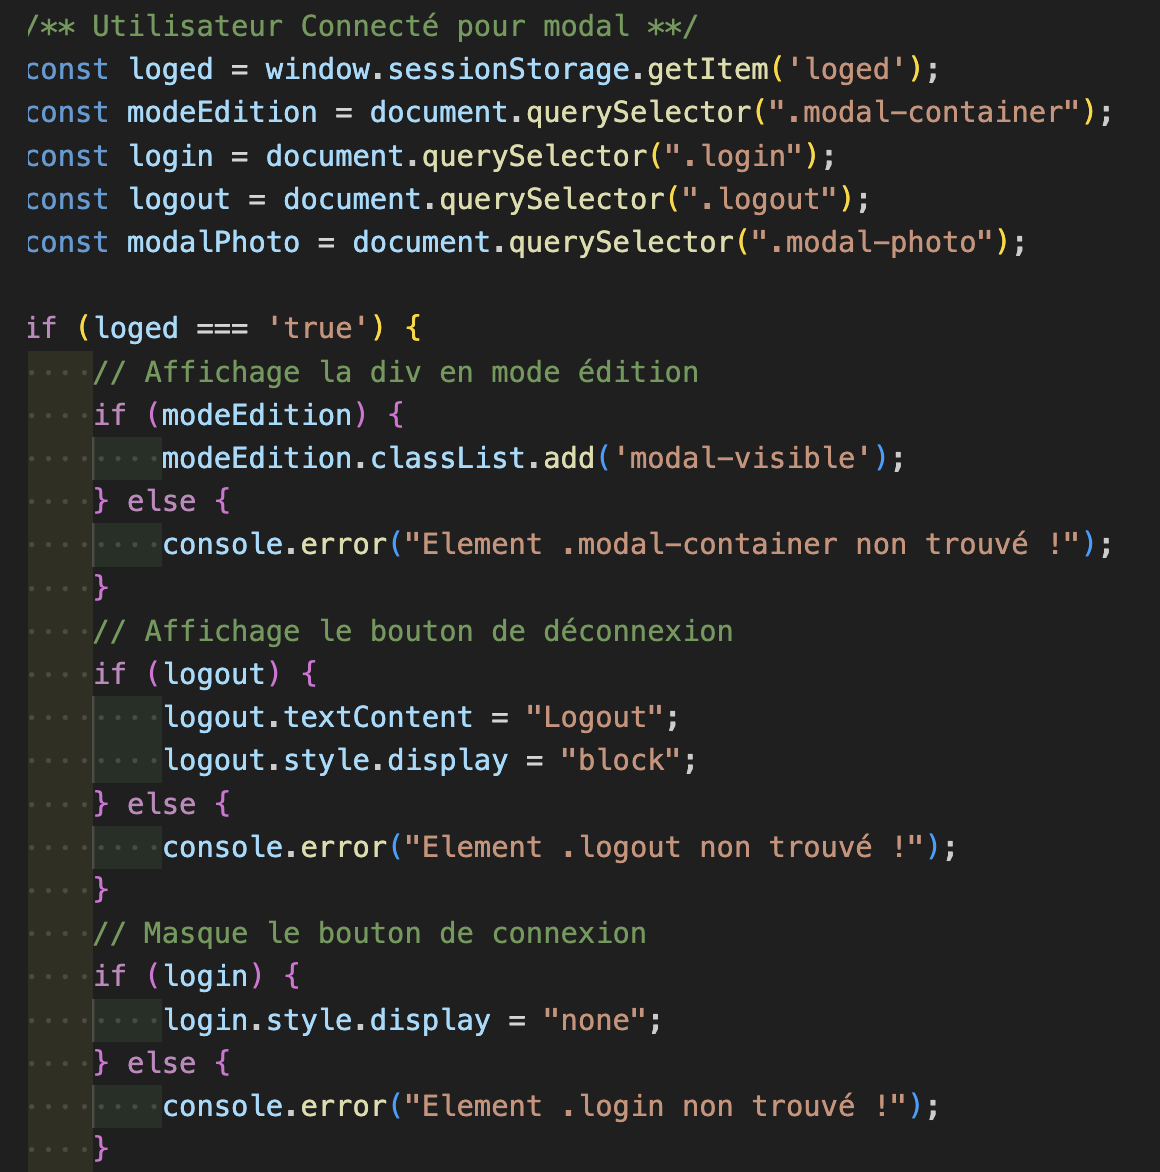 /** Utilisateur Connecté pour modal **/
const loged = window.sessionStorage.getItem('loged');
const modeEdition = document.querySelector(".modal-container");
const login = document.querySelector(".login");
const logout = document.querySelector(".logout");
const modalPhoto = document.querySelector(".modal-photo");

if (loged === 'true') {
    // Affichage la div en mode édition
    if (modeEdition) {
        modeEdition.classList.add('modal-visible');
    } else {
        console.error("Element .modal-container non trouvé !");
    }
    // Affichage le bouton de déconnexion
    if (logout) {
        logout.textContent = "Logout";
        logout.style.display = "block";
    } else {
        console.error("Element .logout non trouvé !");
    }
    // Masque le bouton de connexion
    if (login) {
        login.style.display = "none";
    } else {
        console.error("Element .login non trouvé !");
    }